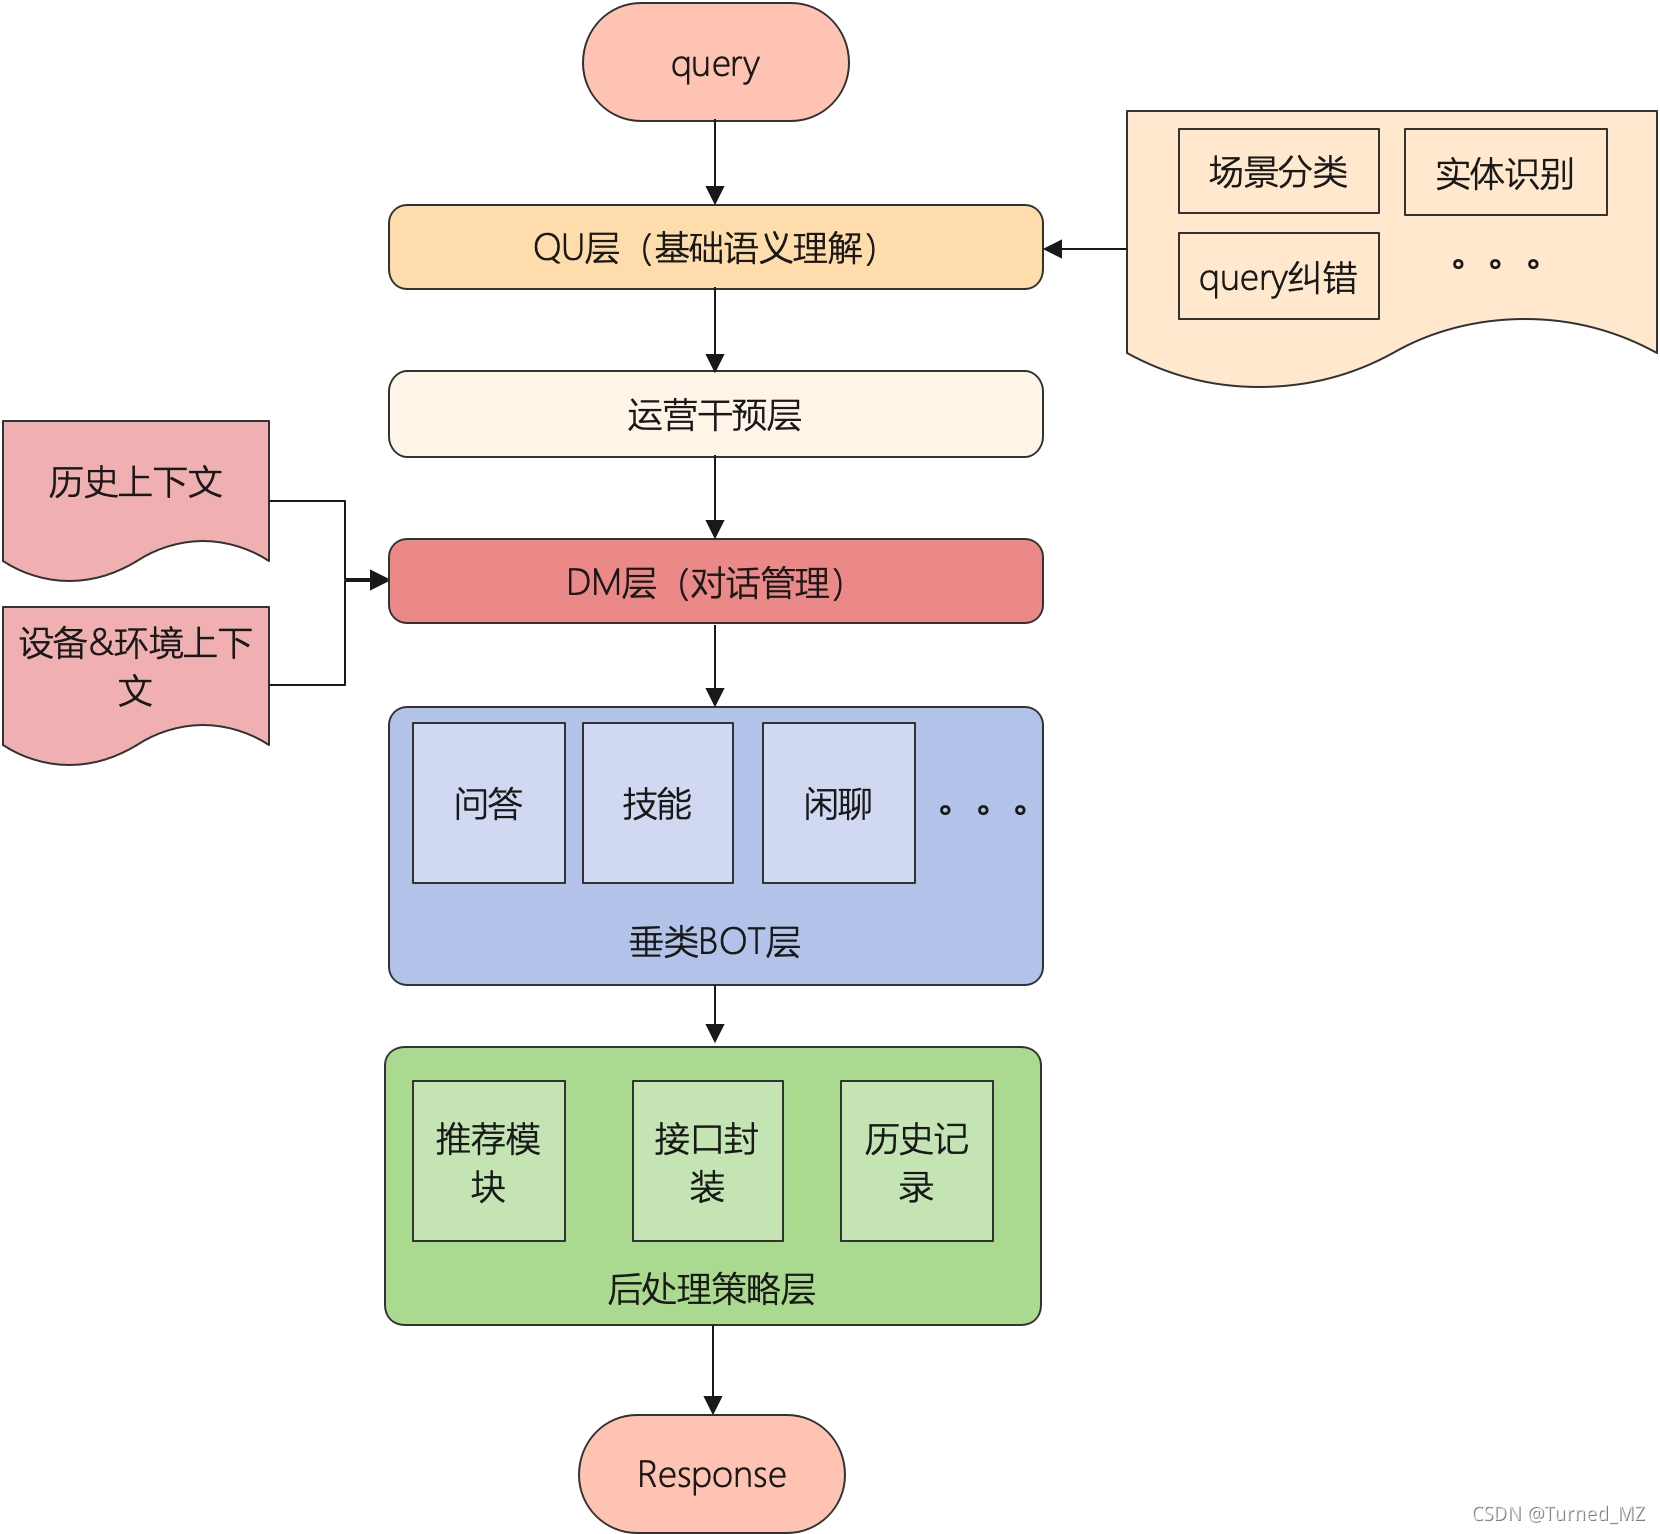 query
场景分类
实体识别
QU层（基础语义理解）
query纠错
。。。
运营干预层
历史上下文
DM层（对话管理）
设备&环境上下
文
问答
技能
闲聊
。。。
垂类BOT层
推荐模
块
接口封
装
历史记
录
后处理策略层
Response
CSDN @Turned_MZ